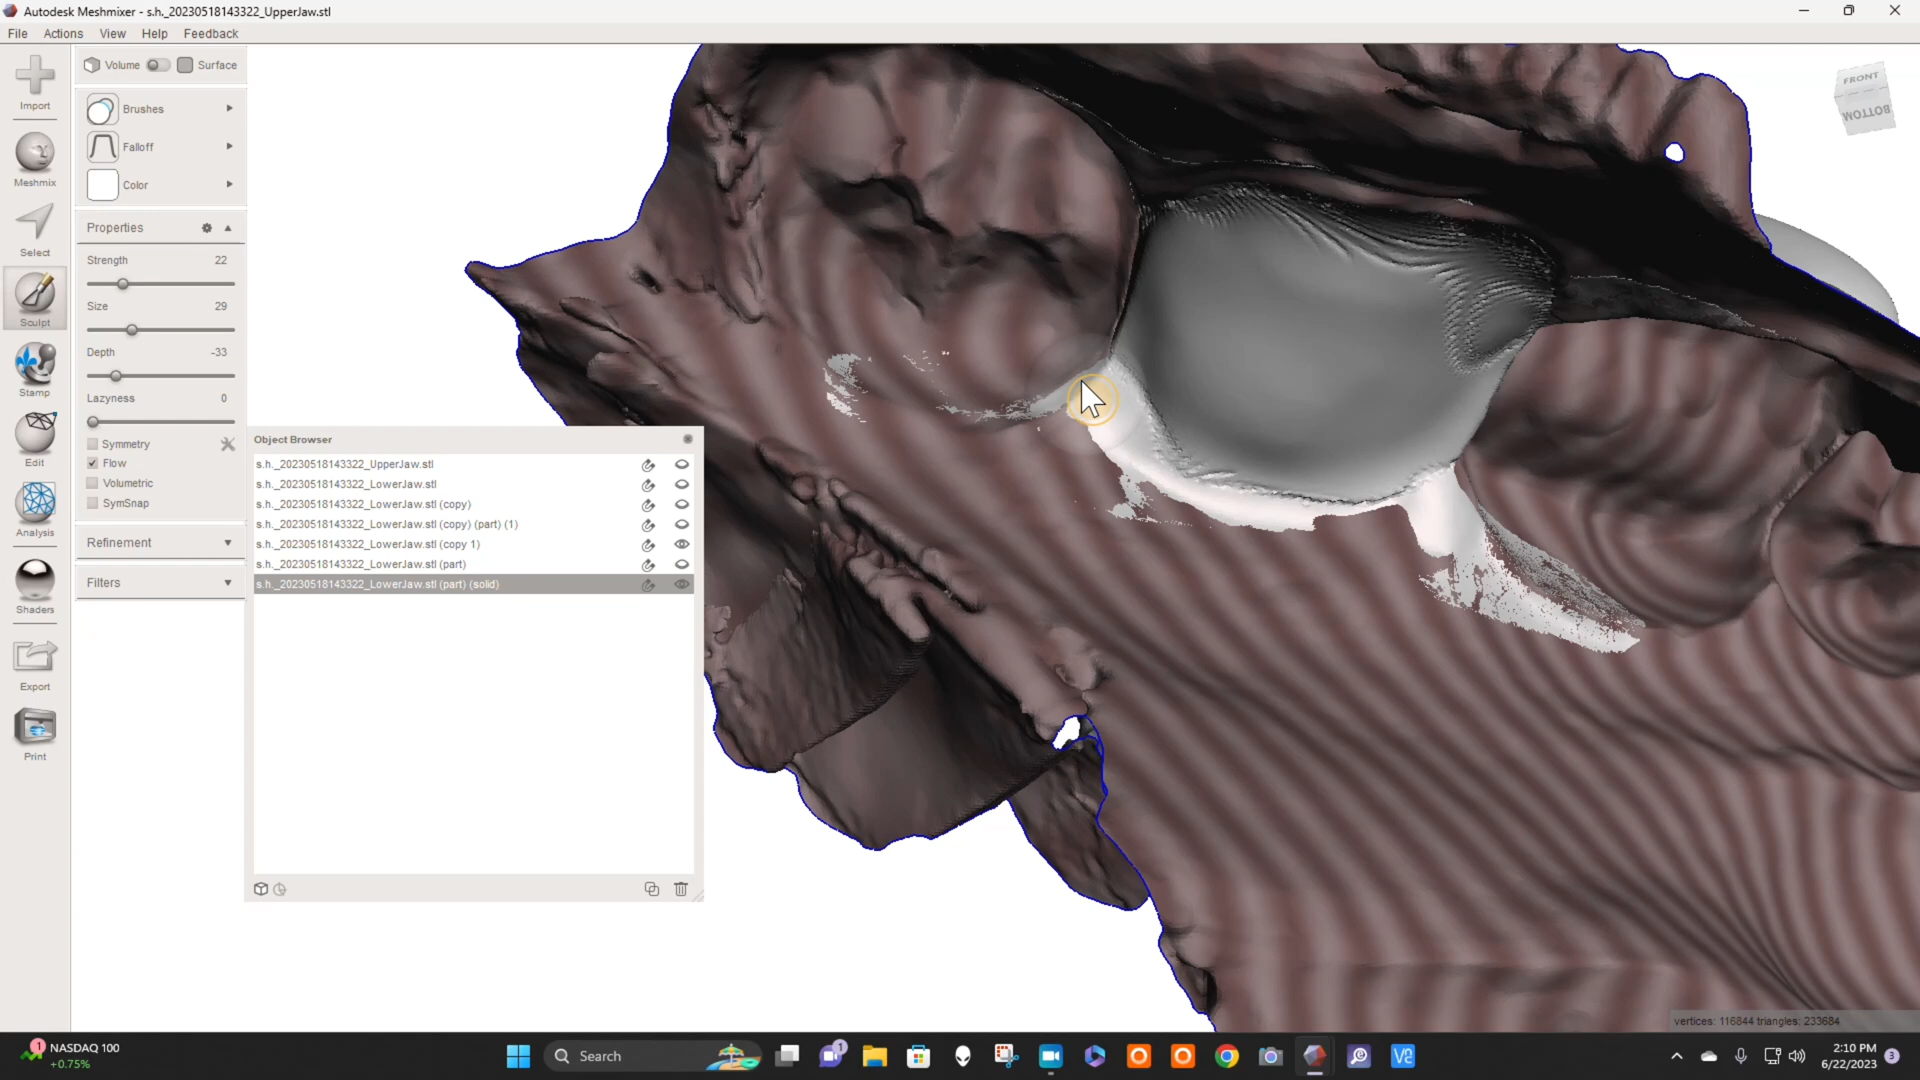 Autodesk Meshmixer - s.h._20230518143322_UpperJaw.stl
File Actions View Help Feedback
Import
Meshmix
Select
Sculpt
Stamp
Edit
Analysis
Shaders
Export
Print
Volume Surface
Brushes
Falloff
Color
Properties
Strength 22
Size 29
Depth -33
Lazyness 0
Symmetry
Flow
Volumetric
SymSnap
Refinement
Filters
Object Browser
s.h._20230518143322_UpperJaw.stl
s.h._20230518143322_LowerJaw.stl
s.h._20230518143322_LowerJaw.stl (copy)
s.h._20230518143322_LowerJaw.stl (copy) (part) (1)
s.h._20230518143322_LowerJaw.stl (copy 1)
s.h._20230518143322_LowerJaw.stl (part)
s.h._20230518143322_LowerJaw.stl (part) (solid)
FRONT
BOTTOM
vertices: 116844 triangles: 233684
1
NASDAQ 100
+0.75%
Search
1
2:10 PM
6/22/2023
3